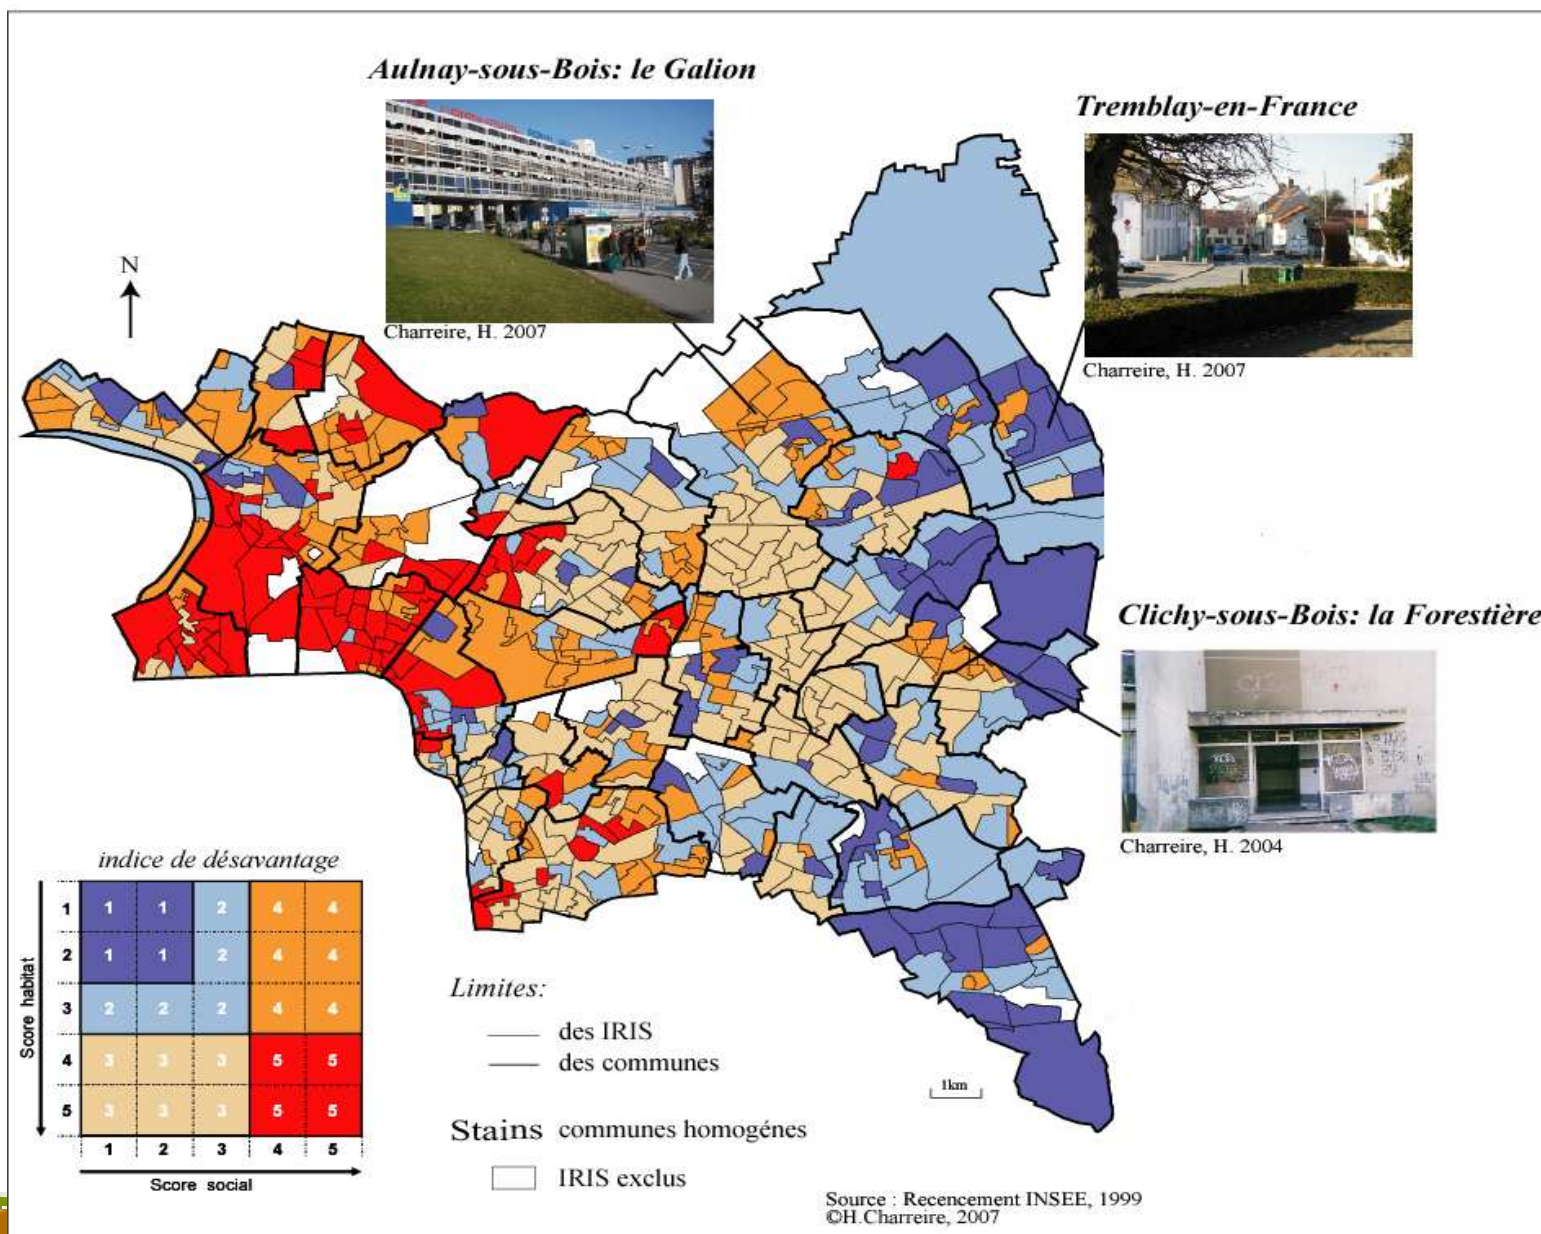 Aulnay-sous-Bois: le Galion
Charreire, H. 2007
Tremblay-en-France
Charreire, H. 2007
N
Clichy-sous-Bois: la Forestière
Charreire, H. 2004
indice de désavantage
Score habitat
1 1 1 2 4 4
2 1 1 2 4 4
3 2 2 2 4 4
4 3 3 3 5 5
5 3 3 3 5 5
1 2 3 4 5
Score social
Limites:
des IRIS
des communes
Stains communes homogénes
IRIS exclus
1km
Source : Recencement INSEE, 1999
©H.Charreire, 2007